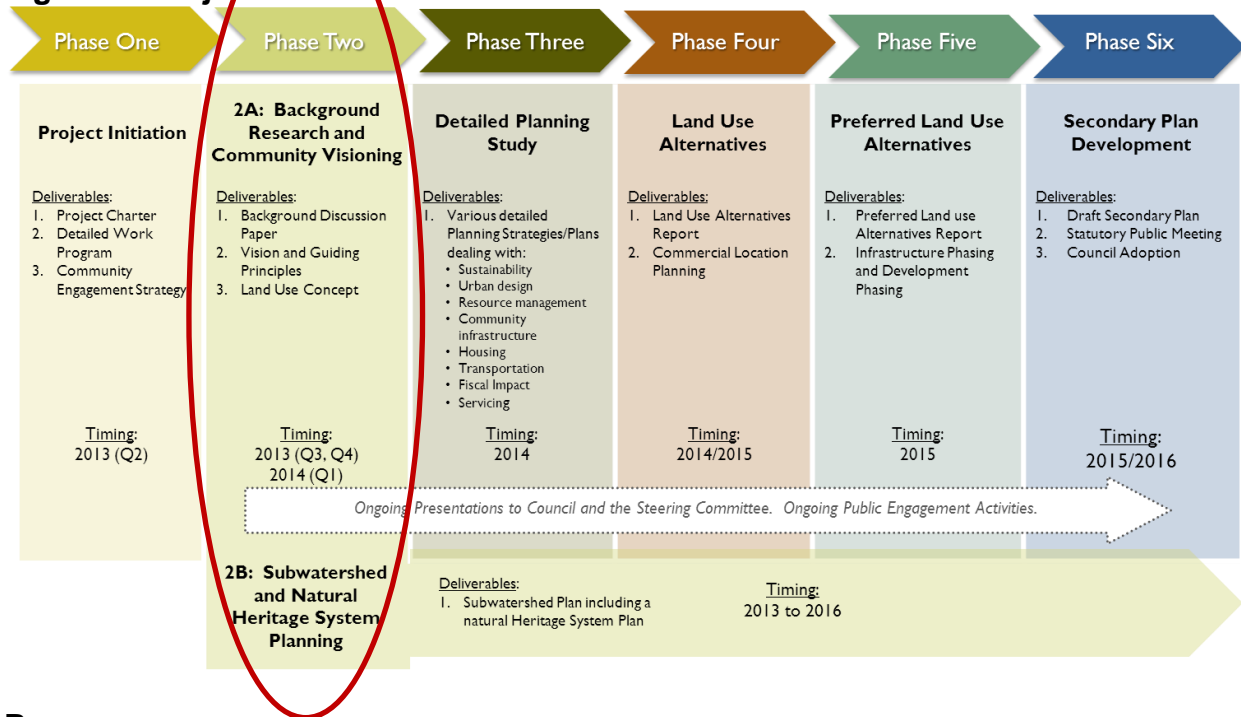 Phase One
Phase Two
Phase Three
Phase Four
Phase Five
Phase Six
Project Initiation
Deliverables:
1. Project Charter
2. Detailed Work
Program
3. Community
Engagement Strategy
Timing:
2013 (Q2)
2A: Background
Research and
Community Visioning
Deliverables:
1. Background Discussion
Paper
2. Vision and Guiding
Principles
3. Land Use Concept
Timing:
2013 (Q3, Q4)
2014 (Q1)
Detailed Planning
Study
Deliverables:
1. Various detailed
Planning Strategies/Plans
dealing with:
• Sustainability
• Urban design
• Resource management
• Community
infrastructure
• Housing
• Transportation
• Fiscal Impact
• Servicing
Timing:
2014
Land Use
Alternatives
Deliverables:
1. Land Use Alternatives
Report
2. Commercial Location
Planning
Timing:
2014/2015
Preferred Land Use
Alternatives
Deliverables:
1. Preferred Land use
Alternatives Report
2. Infrastructure Phasing
and Development
Phasing
Timing:
2015
Secondary Plan
Development
Deliverables:
1. Draft Secondary Plan
2. Statutory Public Meeting
3. Council Adoption
Timing:
2015/2016
Ongoing Presentations to Council and the Steering Committee. Ongoing Public Engagement Activities.
2B: Subwatershed
and Natural
Heritage System
Planning
Deliverables:
1. Subwatershed Plan including a
natural Heritage System Plan
Timing:
2013 to 2016